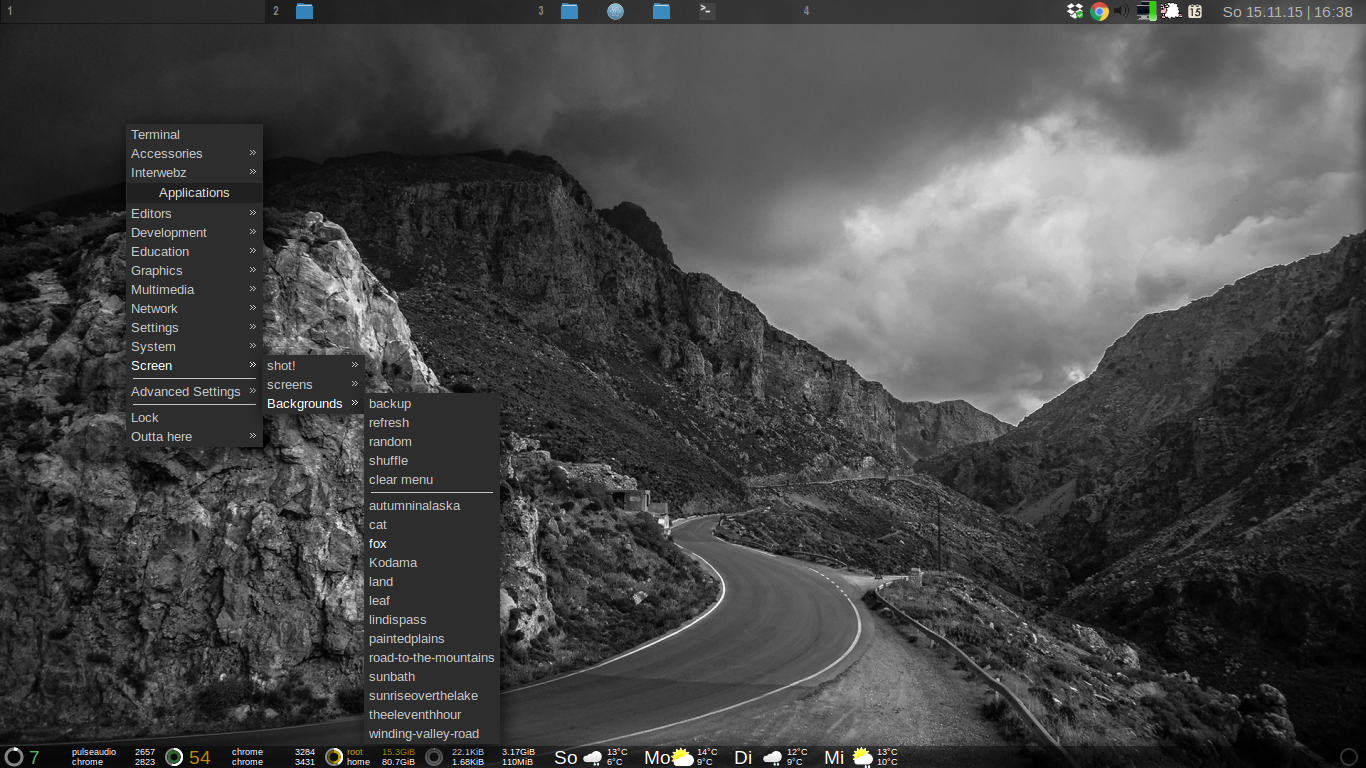 1
2
3
4
15
So 15.11.15 | 16:38
Terminal
Accessories »
Interwebz »
Applications
Editors »
Development »
Education »
Graphics »
Multimedia »
Network »
Settings »
System »
Screen »
Advanced Settings »
Lock
Outta here »
shot! »
screens »
Backgrounds »
backup
refresh
random
shuffle
clear menu
autumninalaska
cat
fox
Kodama
land
leaf
lindispass
paintedplains
road-to-the-mountains
sunbath
sunriseoverthelake
theeleventhhour
winding-valley-road
7
pulseaudio 2657
chrome 2823
54
chrome 3284
chrome 3431
root 15.3GiB
home 80.7GiB
22.1KiB 3.17GiB
1.68KiB 110MiB
So 13°C
6°C
Mo 14°C
9°C
Di 12°C
9°C
Mi 13°C
10°C